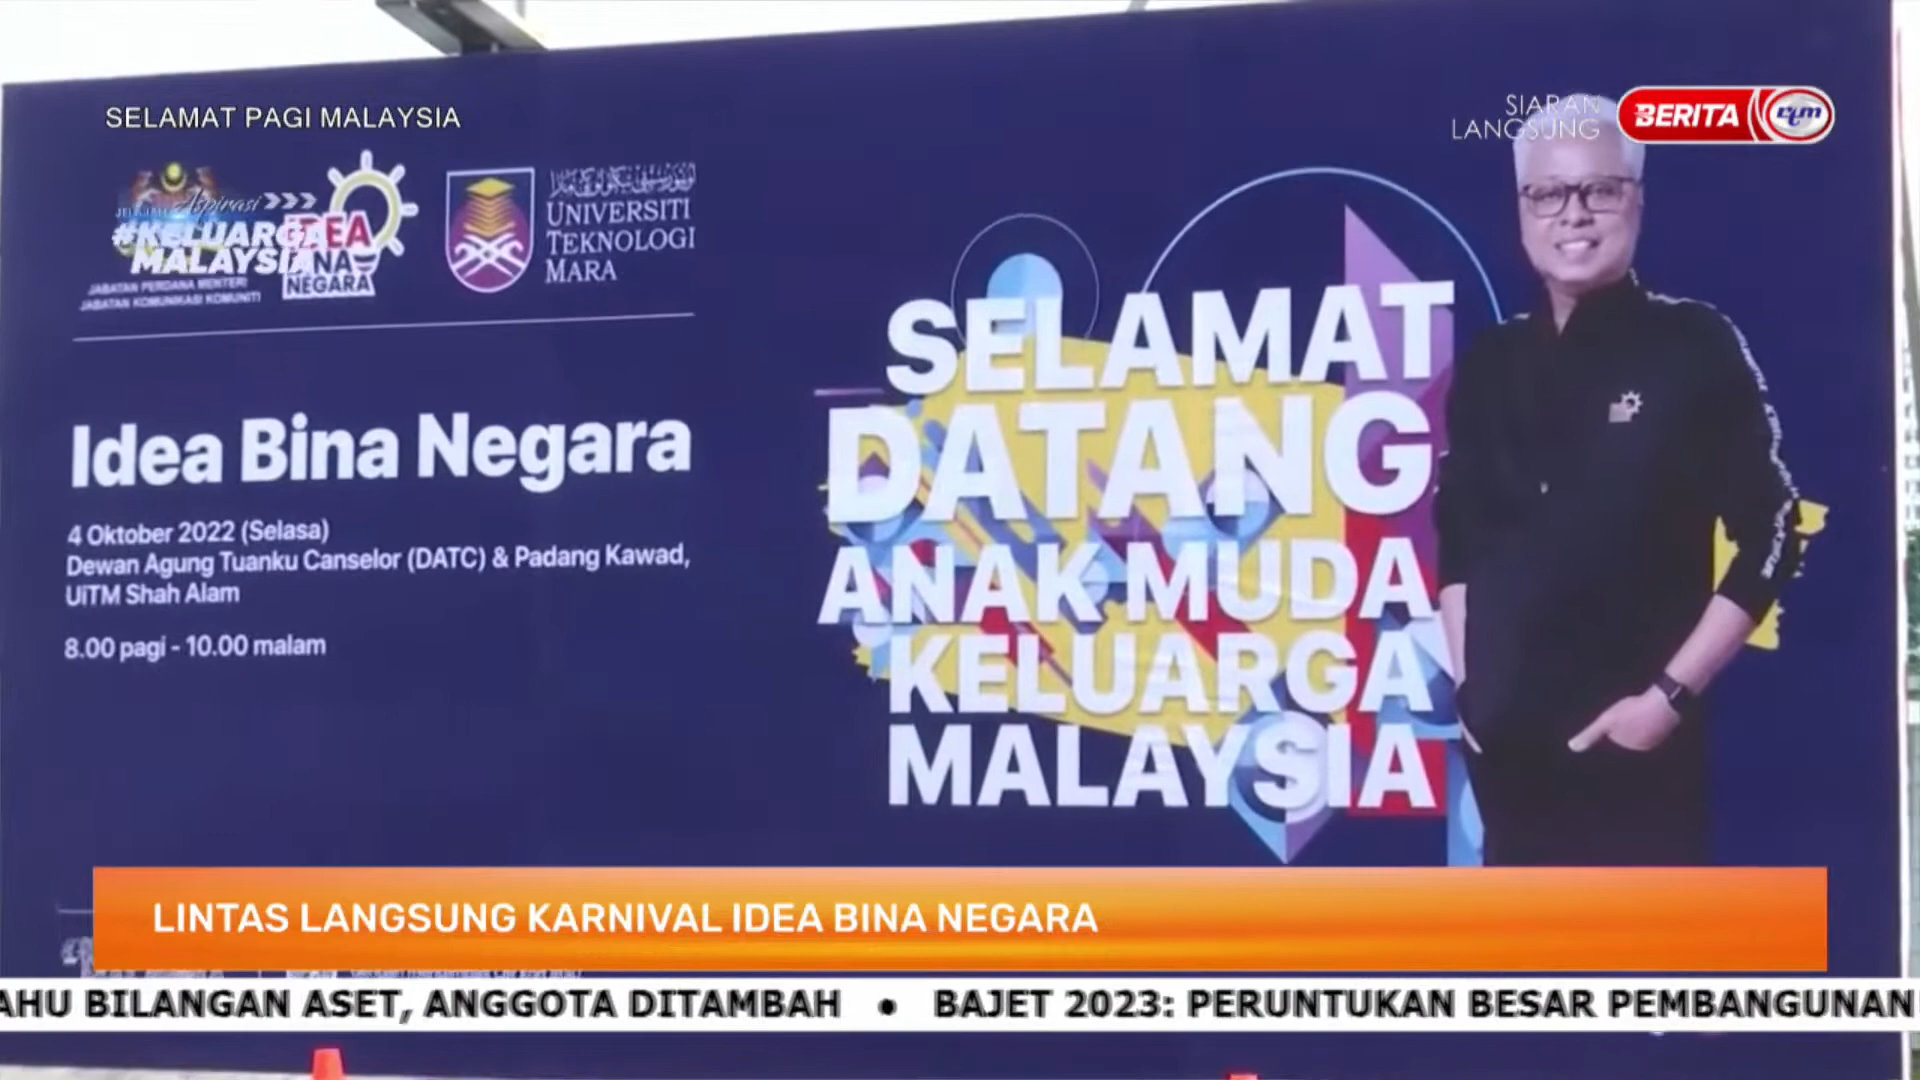 SELAMAT PAGI MALAYSIA
SIARAN
LANGSUNG
BERITA rtm
Aspirasi
#KELUARGA
MALAYSIA
JABATAN PERDANA MENTERI
JABATAN KOMUNIKASI KOMUNITI
IDEA
BINA
NEGARA
UNIVERSITI
TEKNOLOGI
MARA
Idea Bina Negara
4 Oktober 2022 (Selasa)
Dewan Agung Tuanku Canselor (DATC) & Padang Kawad,
UiTM Shah Alam
8.00 pagi - 10.00 malam
SELAMAT
DATANG
ANAK MUDA
KELUARGA
MALAYSIA
LINTAS LANGSUNG KARNIVAL IDEA BINA NEGARA
AHU BILANGAN ASET, ANGGOTA DITAMBAH • BAJET 2023: PERUNTUKAN BESAR PEMBANGUNAN